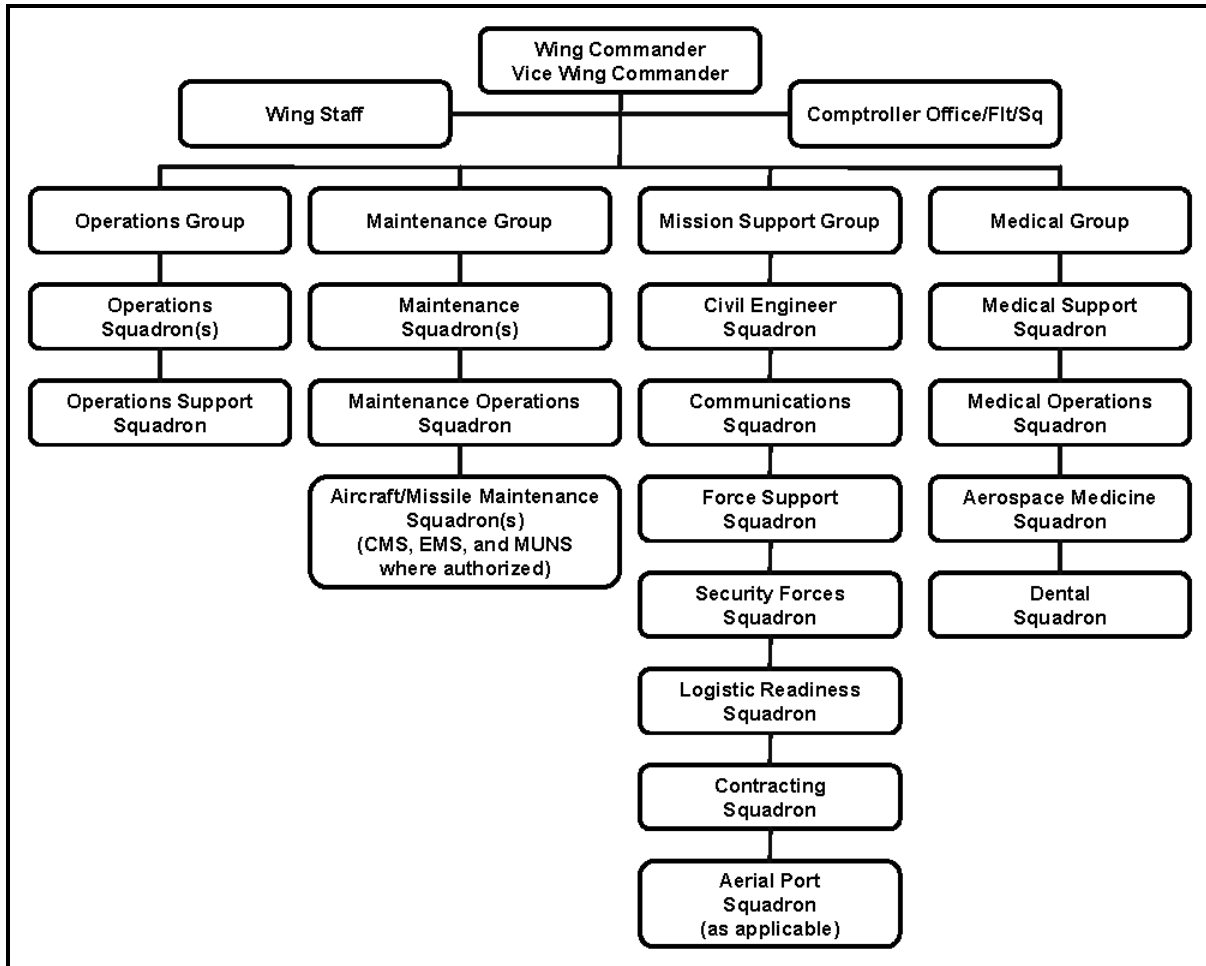 Wing Commander
Vice Wing Commander
Wing Staff
Comptroller Office/Flt/Sq
Operations Group
Maintenance Group
Mission Support Group
Medical Group
Operations
Squadron(s)
Maintenance
Squadron(s)
Civil Engineer
Squadron
Medical Support
Squadron
Operations Support
Squadron
Maintenance Operations
Squadron
Communications
Squadron
Medical Operations
Squadron
Aircraft/Missile Maintenance
Squadron(s)
(CMS, EMS, and MUNS
where authorized)
Force Support
Squadron
Aerospace Medicine
Squadron
Security Forces
Squadron
Dental
Squadron
Logistic Readiness
Squadron
Contracting
Squadron
Aerial Port
Squadron
(as applicable)